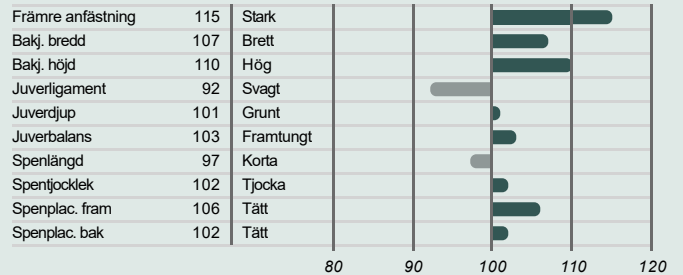 Främre anfästning 115 Stark
Bakj. bredd 107 Brett
Bakj. höjd 110 Hög
Juverligament 92 Svagt
Juverdjup 101 Grunt
Juverbalans 103 Framtungt
Spenlängd 97 Korta
Spentjocklek 102 Tjocka
Spenplac. fram 106 Tätt
Spenplac. bak 102 Tätt
80 90 100 110 120